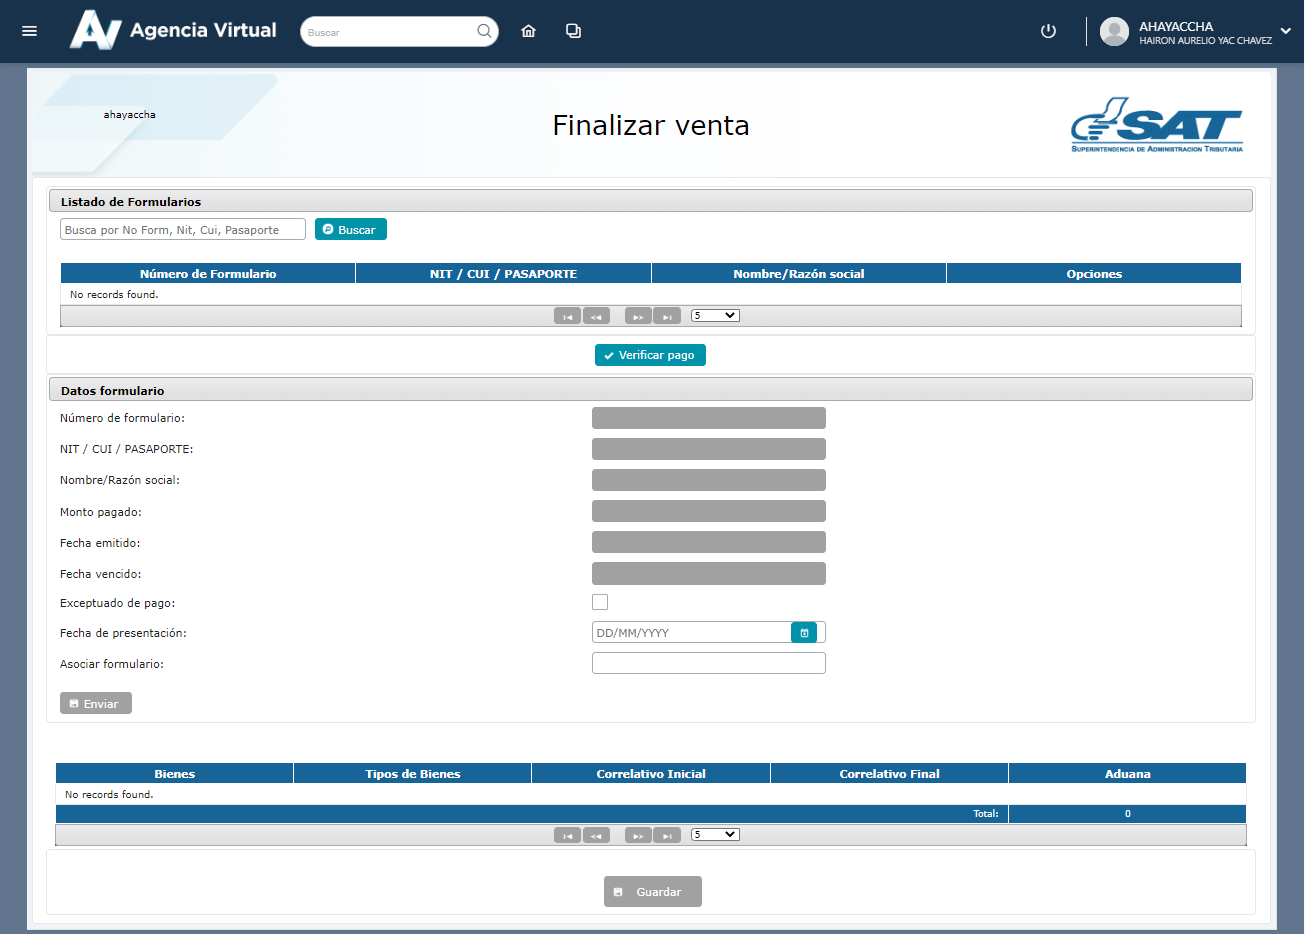 Agencia Virtual
Buscar
AHAYACCHA
HAIRON AURELIO YAC CHAVEZ
ahayaccha
Finalizar venta
SAT
SUPERINTENDENCIA DE ADMINISTRACION TRIBUTARIA
Listado de Formularios
Busca por No Form, Nit, Cui, Pasaporte
Buscar
Número de Formulario NIT / CUI / PASAPORTE Nombre/Razón social Opciones
No records found.
5
Verificar pago
Datos formulario
Número de formulario:
NIT / CUI / PASAPORTE:
Nombre/Razón social:
Monto pagado:
Fecha emitido:
Fecha vencido:
Exceptuado de pago:
Fecha de presentación: DD/MM/YYYY
Asociar formulario:
Enviar
Bienes Tipos de Bienes Correlativo Inicial Correlativo Final Aduana
No records found.
Total: 0
5
Guardar